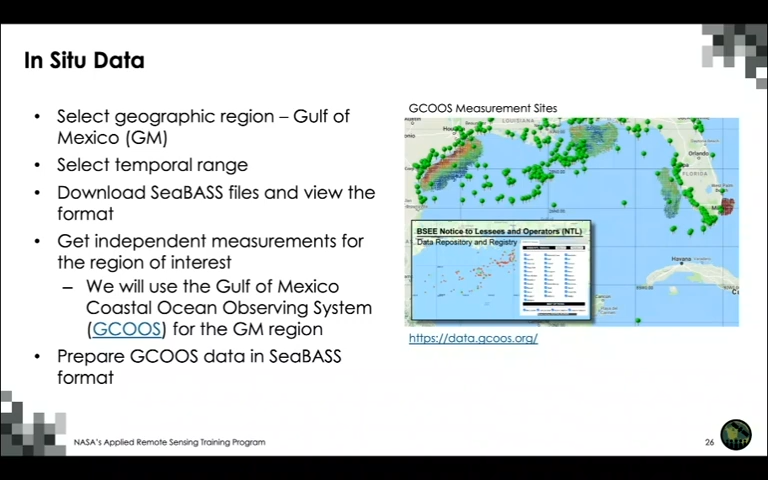 In Situ Data
• Select geographic region – Gulf of
Mexico (GM)
• Select temporal range
• Download SeaBASS files and view the
format
• Get independent measurements for
the region of interest
– We will use the Gulf of Mexico
Coastal Ocean Observing System
(GCOOS) for the GM region
• Prepare GCOOS data in SeaBASS
format
GCOOS Measurement Sites
LOUISIANA
Orlando
FLORIDA
Havana
BSEE Notice to Lessees and Operators (NTL)
Data Repository and Registry
https://data.gcoos.org/
NASA's Applied Remote Sensing Training Program
26